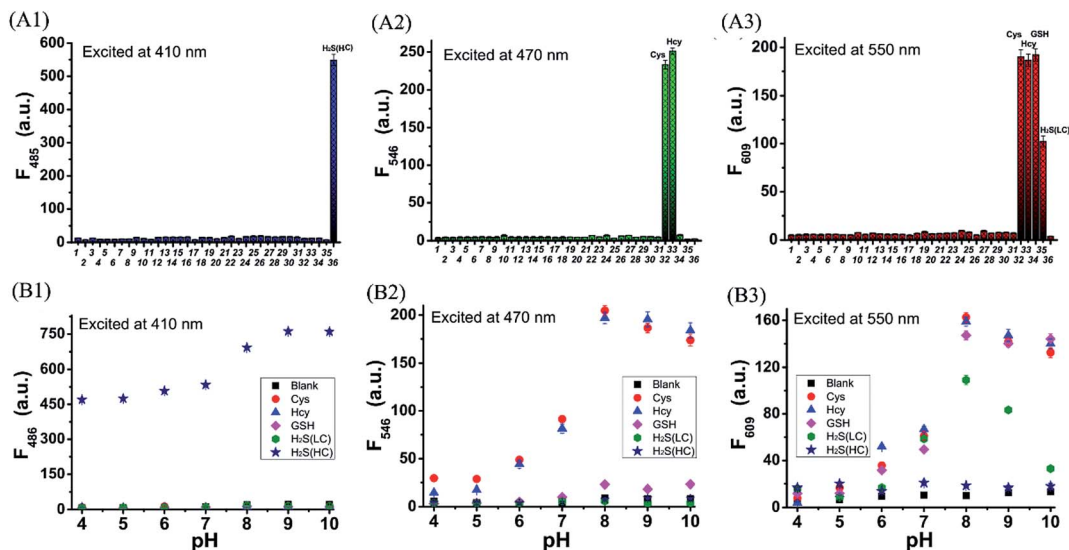 (A1)
Excited at 410 nm
H₂S(HC)
F485 (a.u.)
600
500
400
300
200
100
0
1 3 5 7 9 11 13 15 17 19 21 23 25 27 29 31 33 35
2 4 6 8 10 12 14 16 18 20 22 24 26 28 30 32 34 36
(A2)
Excited at 470 nm
Cys
Hcy
F546 (a.u.)
250
200
150
100
50
0
1 3 5 7 9 11 13 15 17 19 21 23 25 27 29 31 33 35
2 4 6 8 10 12 14 16 18 20 22 24 26 28 30 32 34 36
(A3)
Excited at 550 nm
Cys
Hcy
GSH
H₂S(LC)
F609 (a.u.)
200
150
100
50
0
1 3 5 7 9 11 13 15 17 19 21 23 25 27 29 31 33 35
2 4 6 8 10 12 14 16 18 20 22 24 26 28 30 32 34 36
(B1)
Excited at 410 nm
F486 (a.u.)
750
600
450
300
150
0
Blank
Cys
Hcy
GSH
H₂S(LC)
H₂S(HC)
4 5 6 7 8 9 10
pH
(B2)
Excited at 470 nm
F546 (a.u.)
200
150
100
50
0
Blank
Cys
Hcy
GSH
H₂S(LC)
H₂S(HC)
4 5 6 7 8 9 10
pH
(B3)
Excited at 550 nm
F609 (a.u.)
160
120
80
40
0
Blank
Cys
Hcy
GSH
H₂S(LC)
H₂S(HC)
4 5 6 7 8 9 10
pH